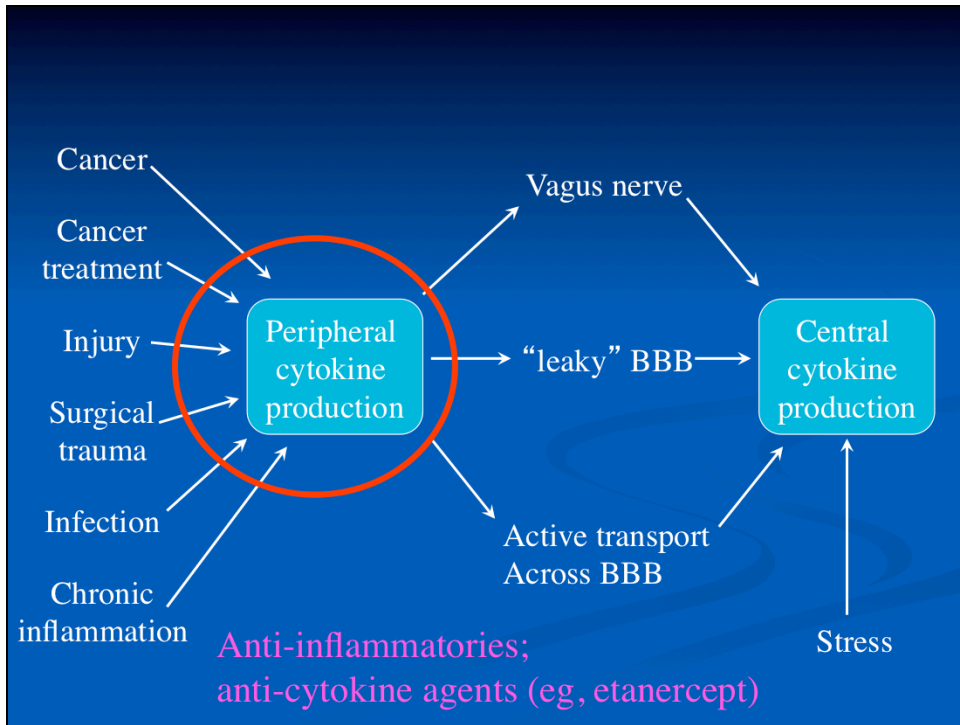 Cancer
Cancer
treatment
Injury
Surgical
trauma
Infection
Chronic
inflammation
Peripheral
cytokine
production
Vagus nerve
“leaky” BBB
Active transport
Across BBB
Central
cytokine
production
Stress
Anti-inflammatories;
anti-cytokine agents (eg, etanercept)